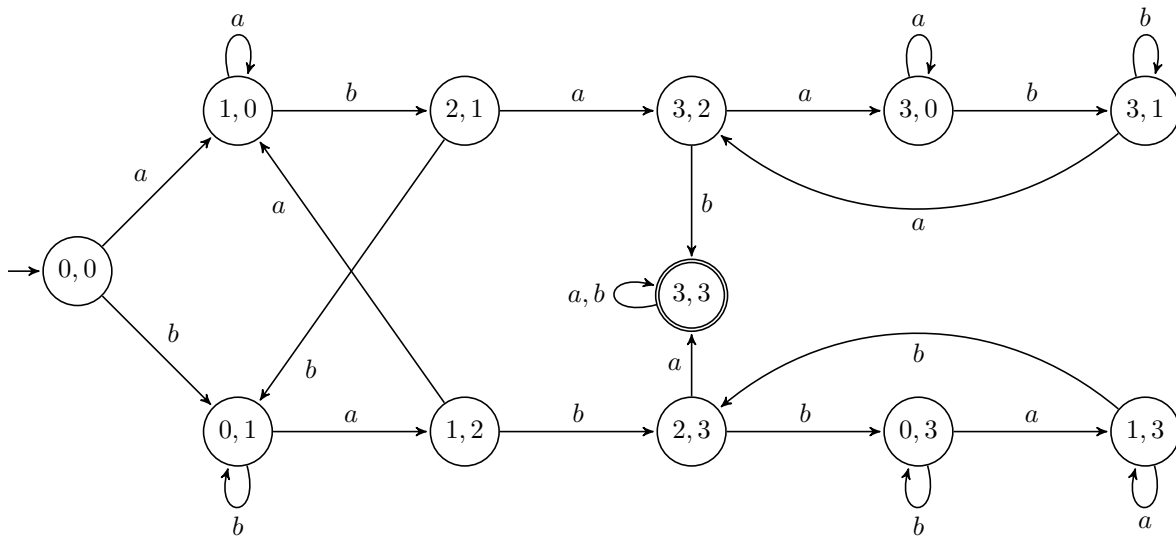 a a b
1, 0 b 2, 1 a 3, 2 a 3, 0 b 3, 1
a a b a
0, 0 a, b 3, 3
b b a b
0, 1 a 1, 2 b 2, 3 b 0, 3 a 1, 3
b b a